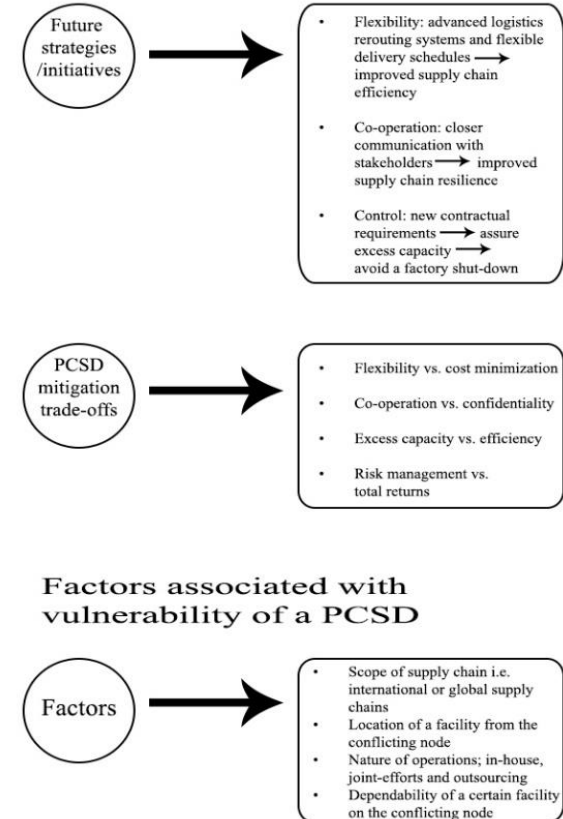 Future
strategies
/initiatives
• Flexibility: advanced logistics
rerouting systems and flexible
delivery schedules →
improved supply chain
efficiency
• Co-operation: closer
communication with
stakeholders → improved
supply chain resilience
• Control: new contractual
requirements → assure
excess capacity →
avoid a factory shut-down
PCSD
mitigation
trade-offs
• Flexibility vs. cost minimization
• Co-operation vs. confidentiality
• Excess capacity vs. efficiency
• Risk management vs.
total returns
Factors associated with
vulnerability of a PCSD
Factors
• Scope of supply chain i.e.
international or global supply
chains
• Location of a facility from the
conflicting node
• Nature of operations; in-house,
joint-efforts and outsourcing
• Dependability of a certain facility
on the conflicting node